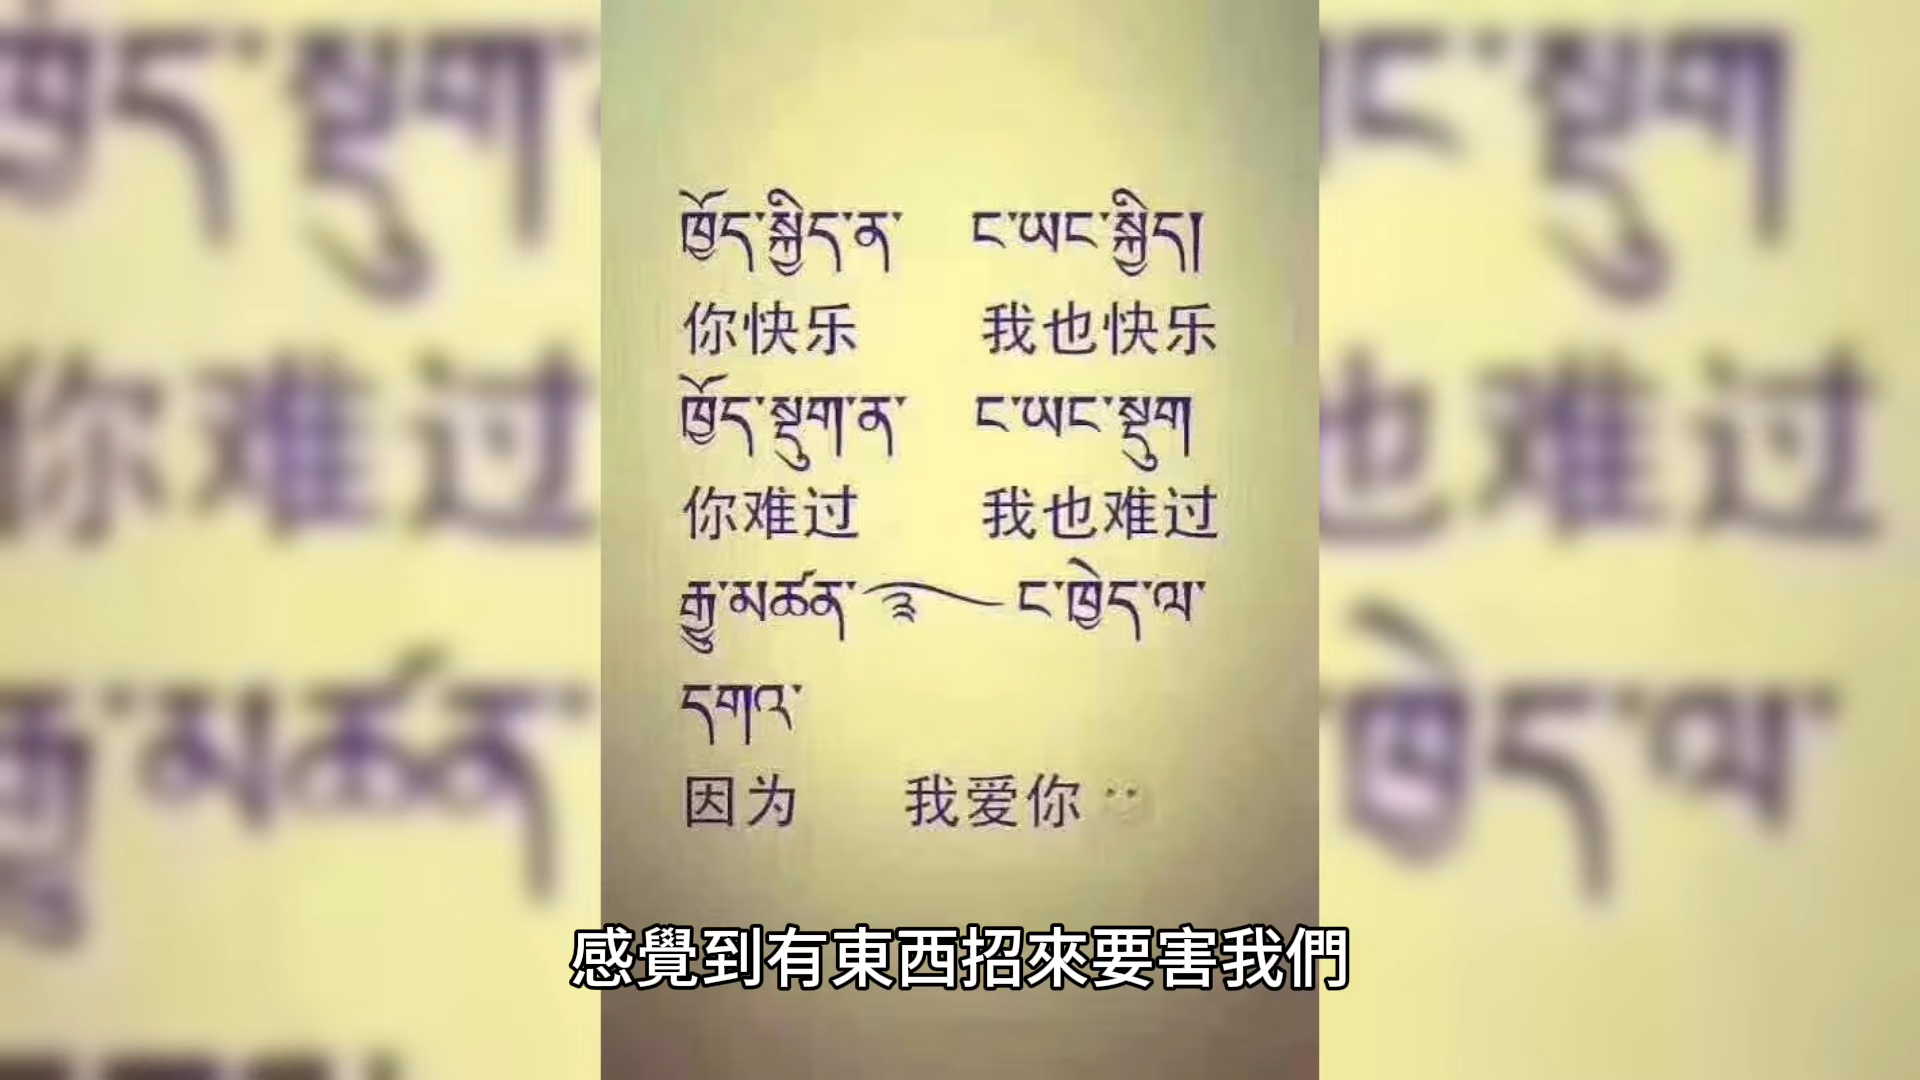 ཁྱོད་སྐྱིད་ན་ ང་ཡང་སྐྱིད།
你快乐 我也快乐
ཁྱོད་སྡུག་ན་ ང་ཡང་སྡུག
你难过 我也难过
རྒྱུ་མཚན་ ང་ཁྱེད་ལ་
དགའ་
因为 我爱你
感覺到有東西招來要害我們